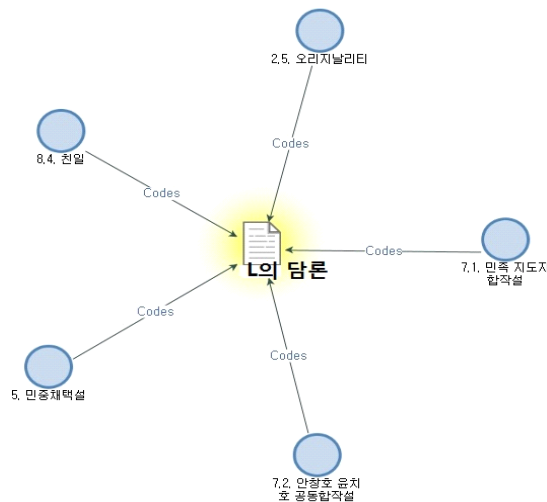 2.5. 오리지날리티
Codes
8.4. 친일
Codes
7.1. 민족 지도자
합작설
Codes
L의 담론
Codes
5. 민중채택설
Codes
7.2. 안창호 윤치
호 공동합작설